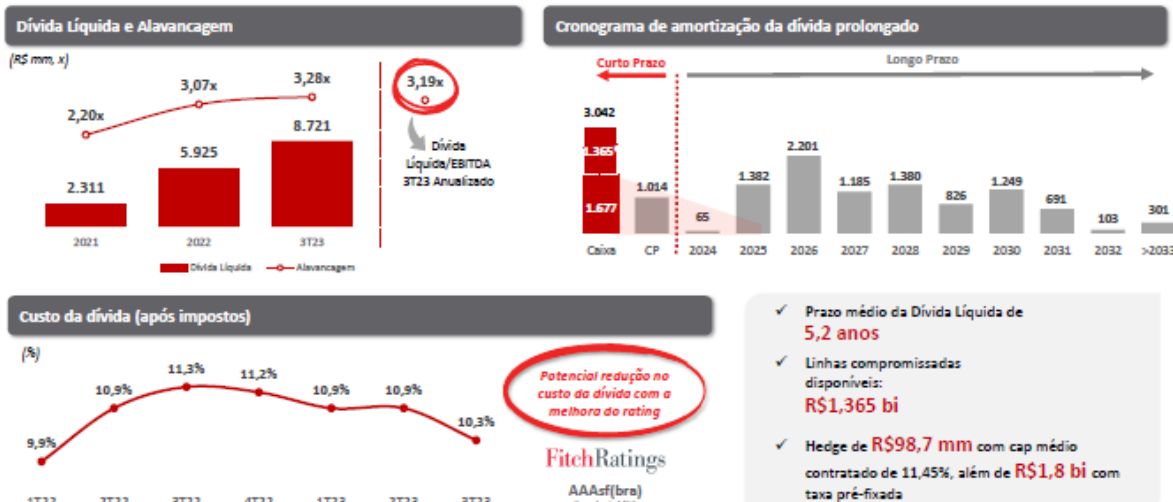 Dívida Líquida e Alavancagem
(R$ mm, x)
2,20x
3,07x
3,28x
3,19x
2.311
5.925
8.721
Dívida
Líquida/EBITDA
3T23 Anualizado
2021
2022
3T23
Dívida Líquida
Alavancagem
Cronograma de amortização da dívida prolongado
Curto Prazo
Longo Prazo
3.042
1.365
1.677
1.014
65
1.382
2.201
1.185
1.380
826
1.249
691
103
301
Caixa CP 2024 2025 2026 2027 2028 2029 2030 2031 2032 >2033
Custo da dívida (após impostos)
(%)
9,9%
10,9%
11,3%
11,2%
10,9%
10,9%
10,3%
1T22 2T22 3T22 4T22 1T23 2T23 3T23
Potencial redução no
custo da dívida com a
melhora do rating
FitchRatings
AAAsf(bra)
✓ Prazo médio da Dívida Líquida de
5,2 anos
✓ Linhas compromissadas
disponíveis:
R$1,365 bi
✓ Hedge de R$98,7 mm com cap médio
contratado de 11,45%, além de R$1,8 bi com
taxa pré-fixada